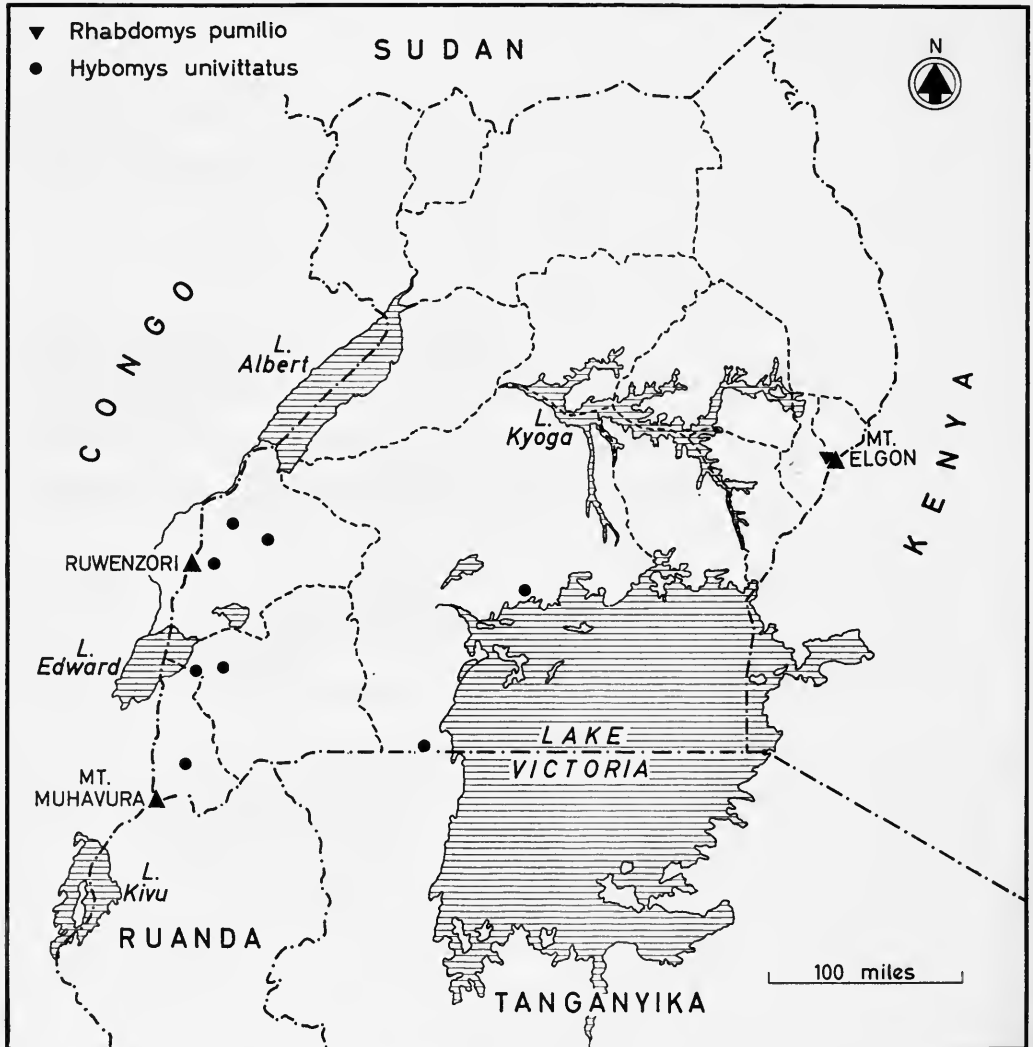 Rhabdomys pumilio
Hybomys univittatus
SUDAN
N
CONGO
L.
Albert
L.
Kyoga
MT.
ELGON
KENYA
RUWENZORI
L.
Edward
LAKE
VICTORIA
MT.
MUHAVURA
L.
Kivu
RUANDA
TANGANYIKA
100 miles